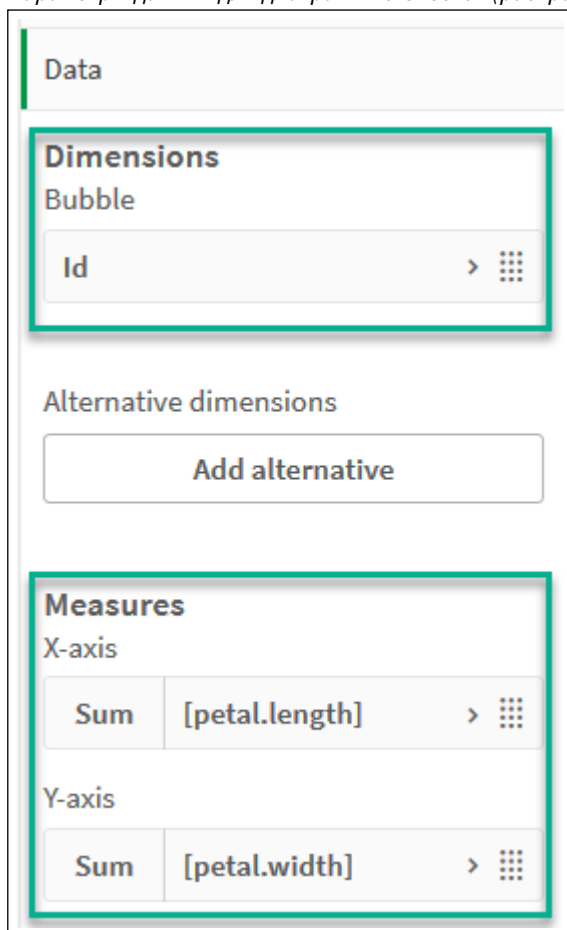 Data
Dimensions
Bubble
Id
Alternative dimensions
Add alternative
Measures
X-axis
Sum [petal.length]
Y-axis
Sum [petal.width]